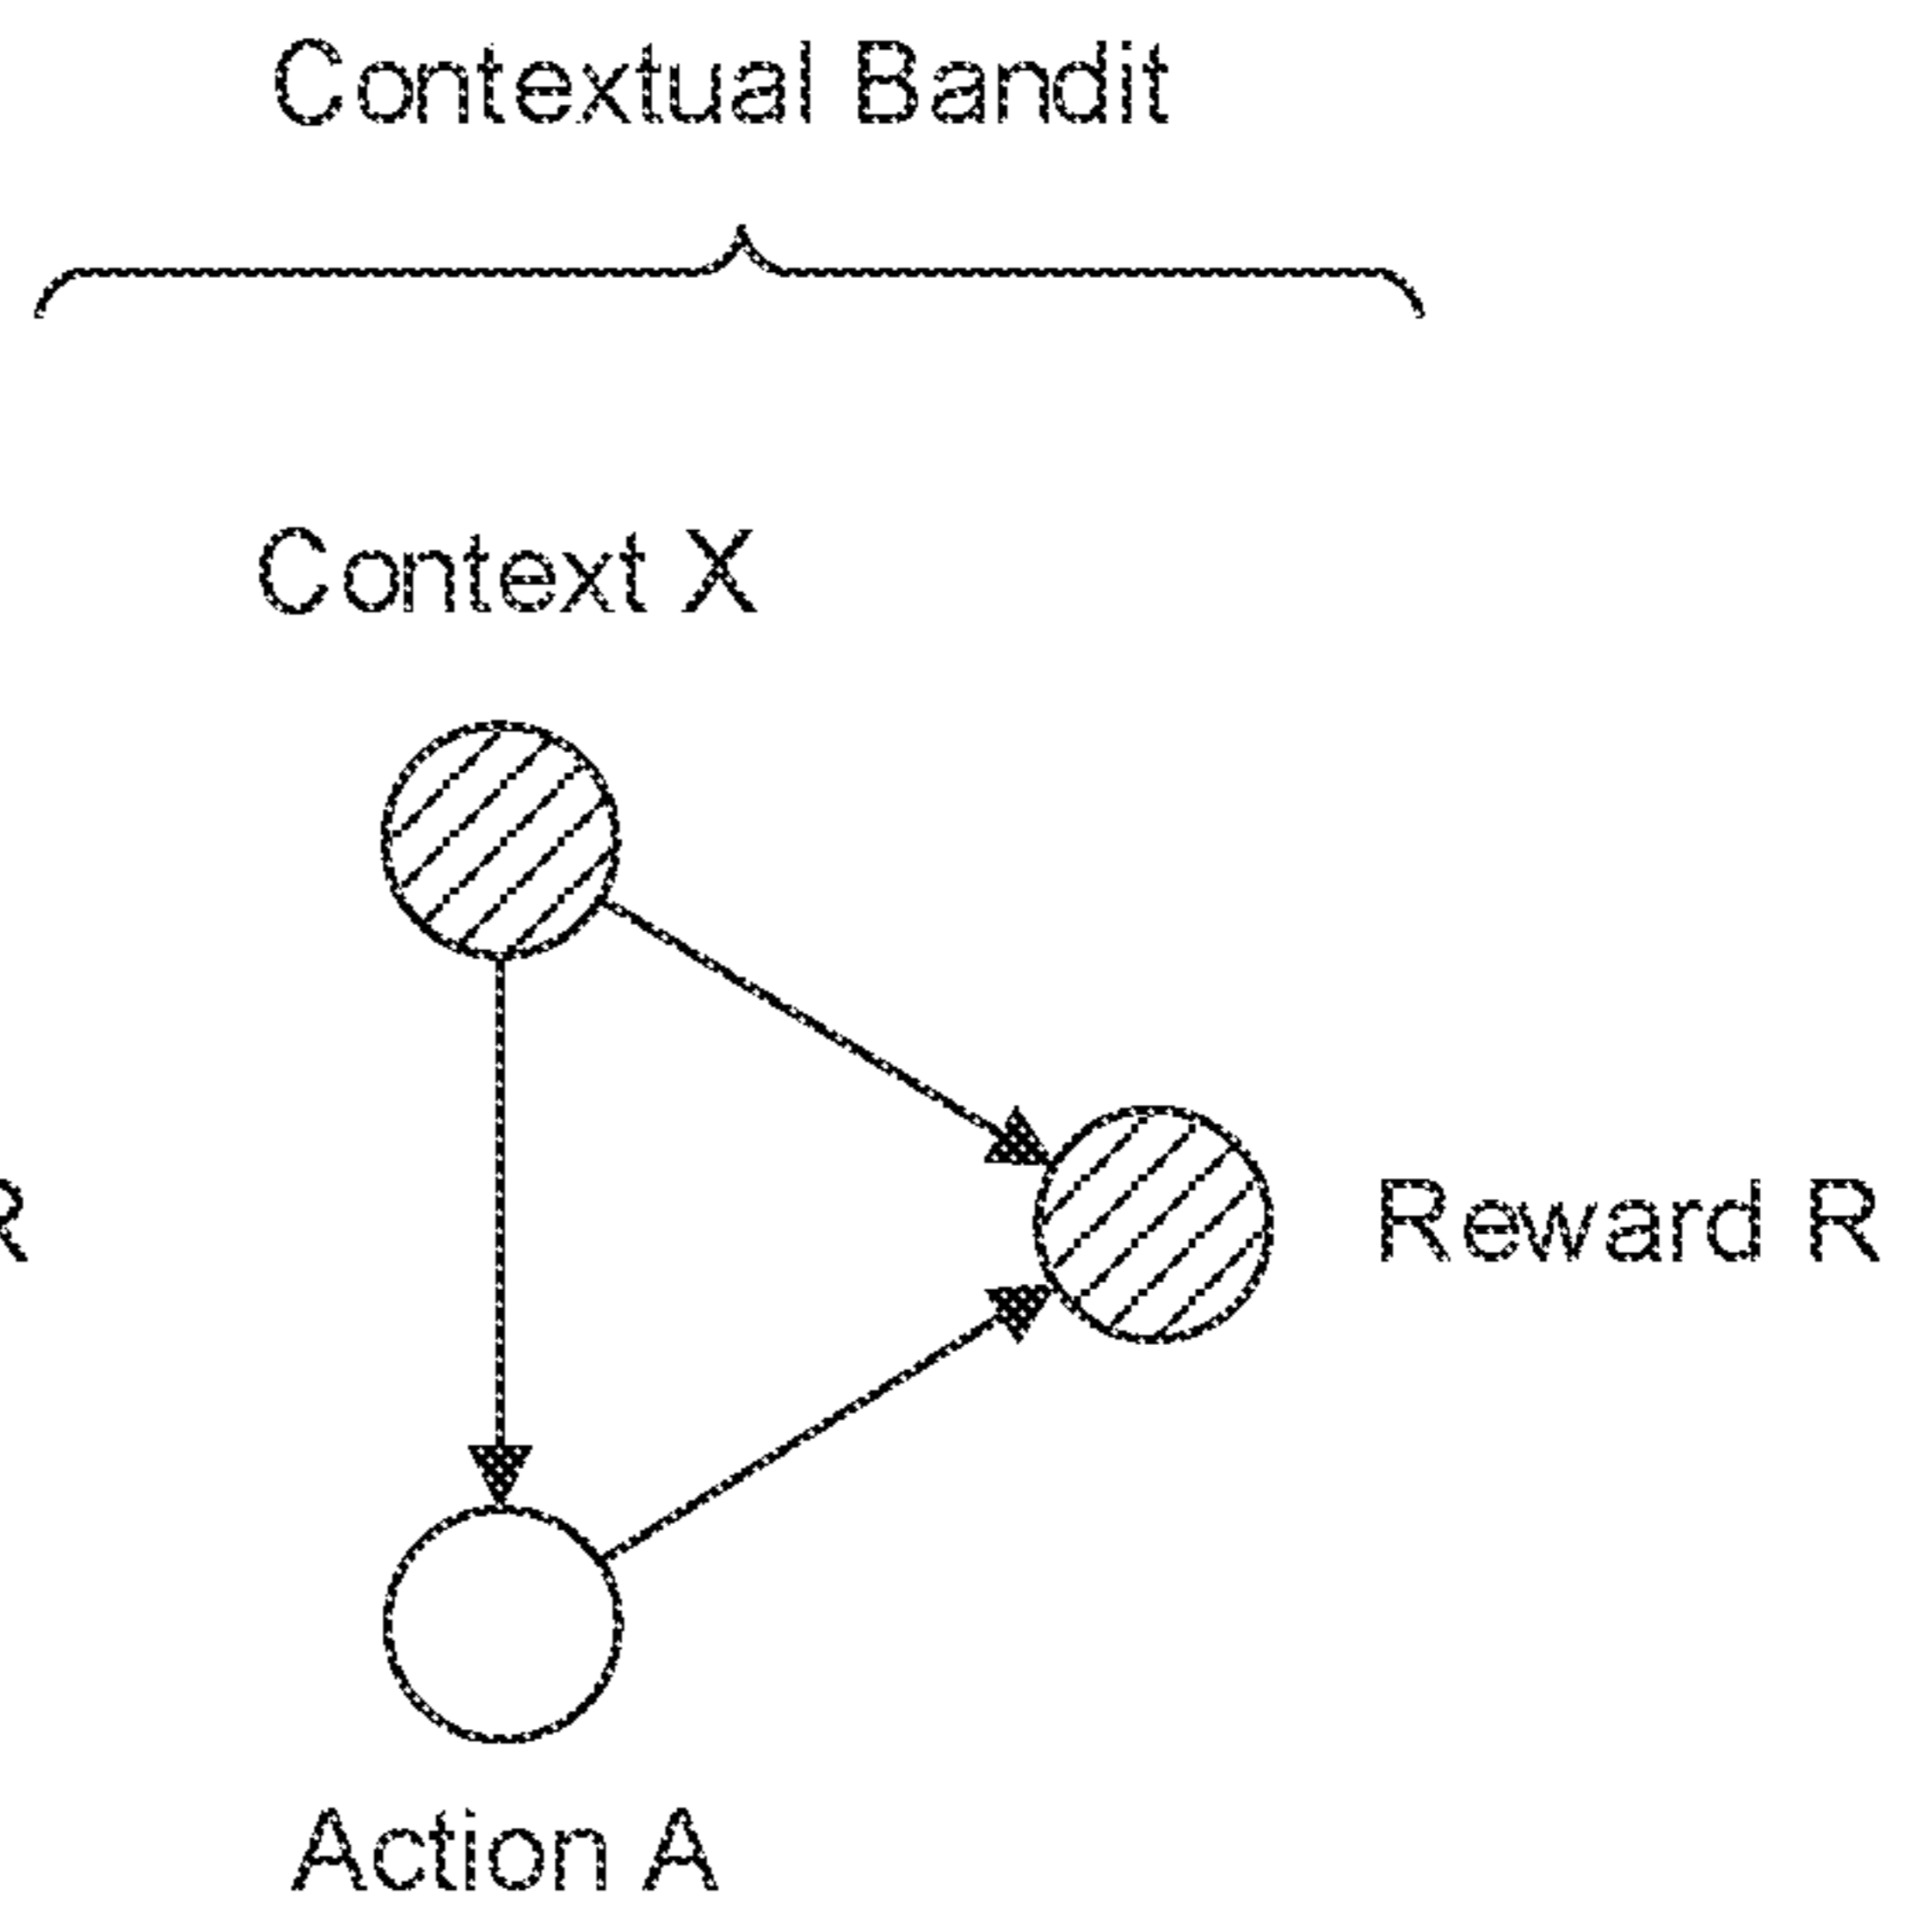 Contextual Bandit
Context X
R
Reward R
Action A